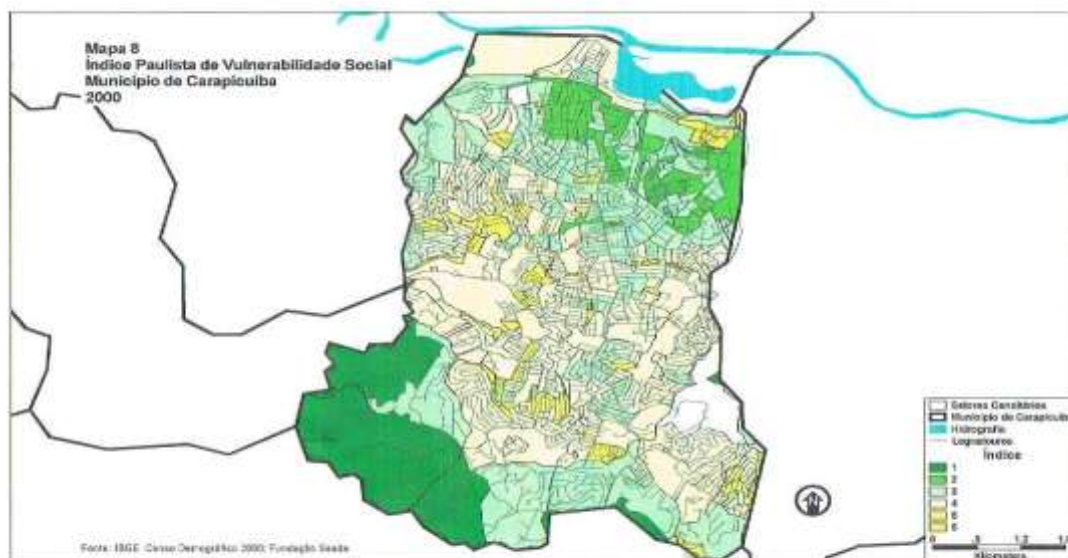 Mapa 8
Índice Paulista de Vulnerabilidade Social
Município de Carapicuíba
2000
Setores Censitários
Município de Carapicuíba
Hidrografia
Logradouros
Índice
1
2
3
4
5
6
0
Fonte: IBGE. Censo Demográfico 2000; Fundação Seade